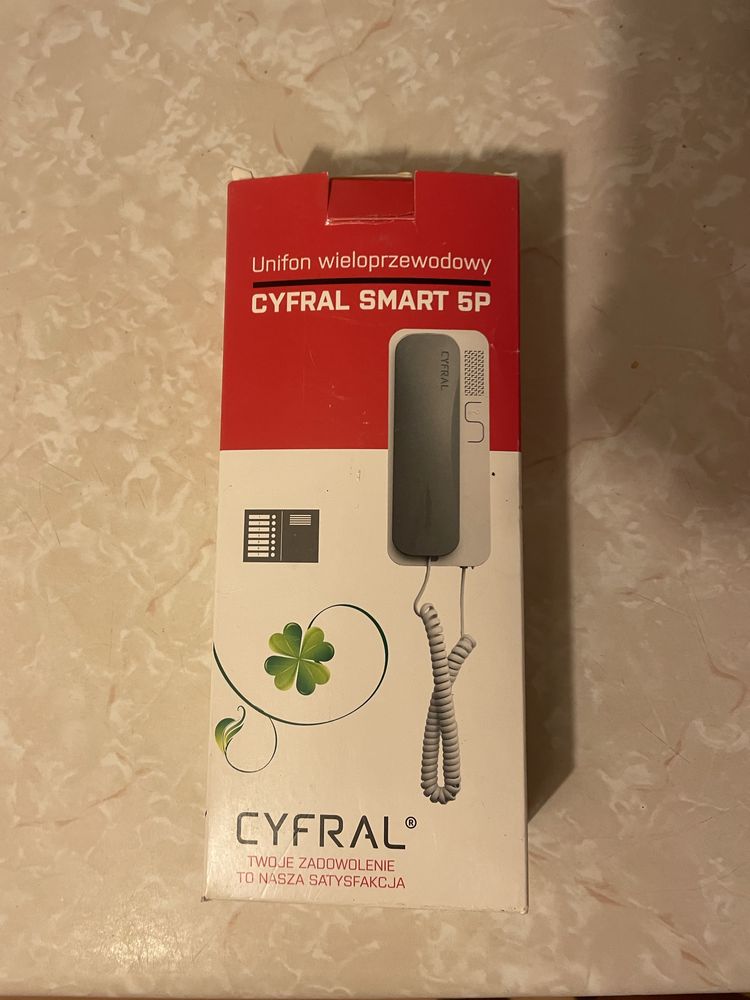 Unifon wieloprzewodowy
CYFRAL SMART 5P
CYFRAL
CYFRAL®
TWOJE ZADOWOLENIE
TO NASZA SATYSFAKCJA